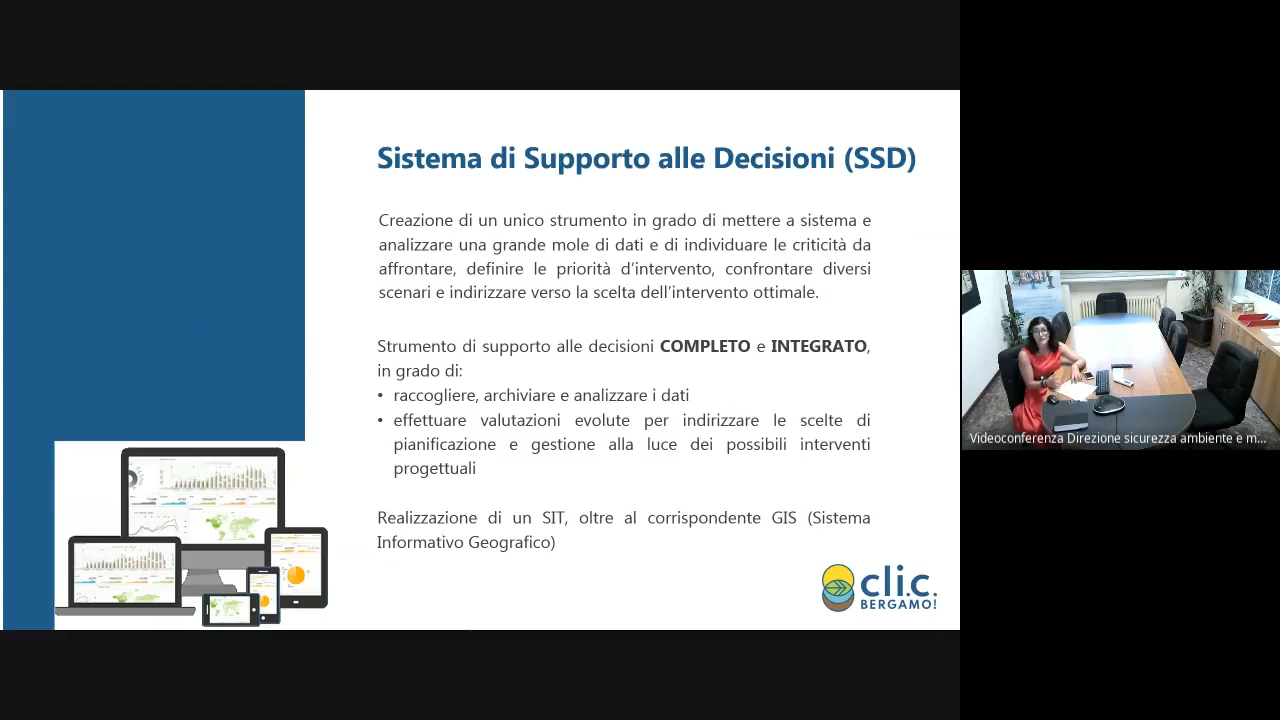 Sistema di Supporto alle Decisioni (SSD)
Creazione di un unico strumento in grado di mettere a sistema e
analizzare una grande mole di dati e di individuare le criticità da
affrontare, definire le priorità d’intervento, confrontare diversi
scenari e indirizzare verso la scelta dell’intervento ottimale.
Strumento di supporto alle decisioni COMPLETO e INTEGRATO,
in grado di:
• raccogliere, archiviare e analizzare i dati
• effettuare valutazioni evolute per indirizzare le scelte di
pianificazione e gestione alla luce dei possibili interventi
progettuali
Realizzazione di un SIT, oltre al corrispondente GIS (Sistema
Informativo Geografico)
cli.c.
BERGAMO!
Videoconferenza Direzione sicurezza ambiente e m...